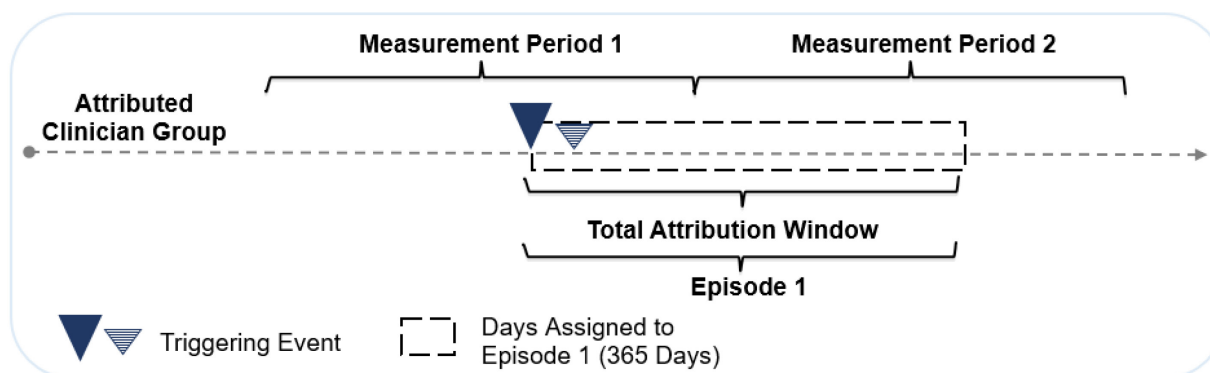 Measurement Period 1
Measurement Period 2
Attributed
Clinician Group
Total Attribution Window
Episode 1
Triggering Event
Days Assigned to
Episode 1 (365 Days)